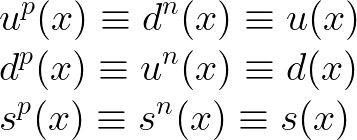 u^p(x) ≡ d^n(x) ≡ u(x)
d^p(x) ≡ u^n(x) ≡ d(x)
s^p(x) ≡ s^n(x) ≡ s(x)